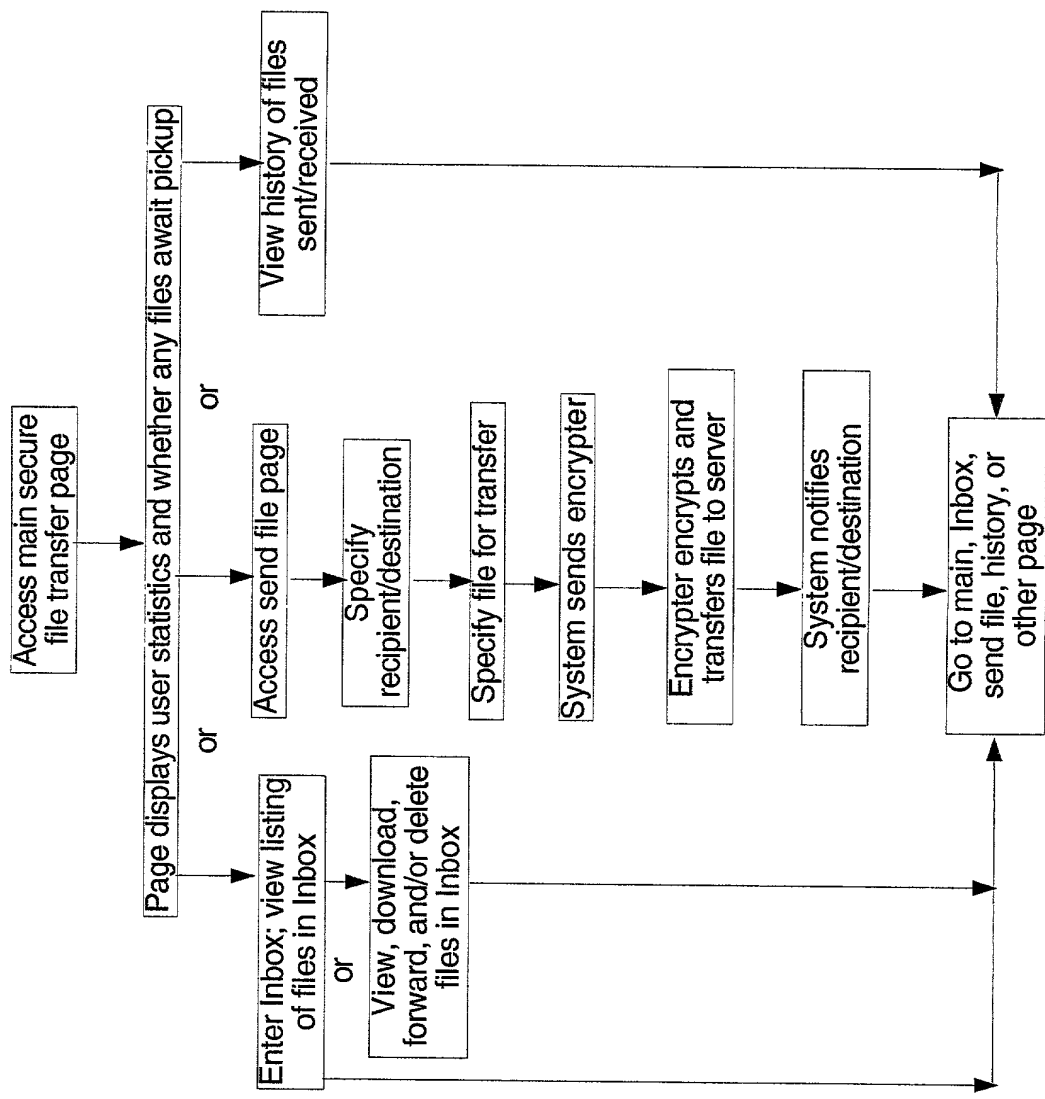 Access main secure
file transfer page
Page displays user statistics and whether any files await pickup
or
or
Enter Inbox; view listing
of files in Inbox
or
View, download,
forward, and/or delete
files in Inbox
Access send file page
Specify
recipient/destination
Specify file for transfer
System sends encrypter
Encrypter encrypts and
transfers file to server
System notifies
recipient/destination
View history of files
sent/received
Go to main, Inbox,
send file, history, or
other page